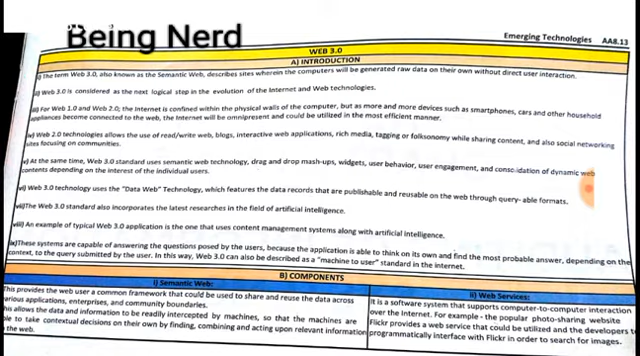 Being Nerd
Emerging Technologies AA8.13
WEB 3.0
A) INTRODUCTION
i) The term Web 3.0, also known as the Semantic Web, describes sites wherein the computers will be generated raw data on their own without direct user interaction.
ii) Web 3.0 is considered as the next logical step in the evolution of the Internet and Web technologies.
iii) For Web 1.0 and Web 2.0; the Internet is confined within the physical walls of the computer, but as more and more devices such as smartphones, cars and other household
appliances become connected to the web, the Internet will be omnipresent and could be utilized in the most efficient manner.
iv) Web 2.0 technologies allows the use of read/write web, blogs, interactive web applications, rich media, tagging or folksonomy while sharing content, and also social networking
sites focusing on communities.
v) At the same time, Web 3.0 standard uses semantic web technology, drag and drop mash-ups, widgets, user behavior, user engagement, and consolidation of dynamic web
contents depending on the interest of the individual users.
vi) Web 3.0 technology uses the "Data Web" Technology, which features the data records that are publishable and reusable on the web through query- able formats.
vii) The Web 3.0 standard also incorporates the latest researches in the field of artificial intelligence.
viii) An example of typical Web 3.0 application is the one that uses content management systems along with artificial intelligence.
ix) These systems are capable of answering the questions posed by the users, because the application is able to think on its own and find the most probable answer, depending on the
context, to the query submitted by the user. In this way, Web 3.0 can also be described as a "machine to user" standard in the internet.
B) COMPONENTS
i) Semantic Web:
This provides the web user a common framework that could be used to share and reuse the data across
various applications, enterprises, and community boundaries.
This allows the data and information to be readily intercepted by machines, so that the machines are
able to take contextual decisions on their own by finding, combining and acting upon relevant information
the web.
ii) Web Services:
It is a software system that supports computer-to-computer interaction
over the Internet. For example - the popular photo-sharing website
Flickr provides a web service that could be utilized and the developers to
programmatically interface with Flickr in order to search for images.